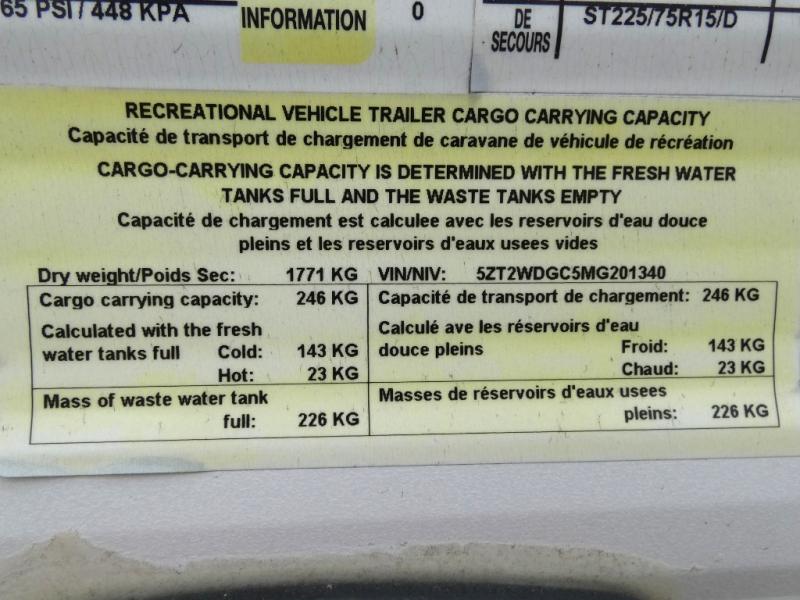 65 PSI / 448 KPA
INFORMATION
0
DE
SECOURS
ST225/75R15/D
RECREATIONAL VEHICLE TRAILER CARGO CARRYING CAPACITY
Capacité de transport de chargement de caravane de véhicule de récréation
CARGO-CARRYING CAPACITY IS DETERMINED WITH THE FRESH WATER
TANKS FULL AND THE WASTE TANKS EMPTY
Capacité de chargement est calculee avec les reservoirs d'eau douce
pleins et les reservoirs d'eaux usees vides
Dry weight/Poids Sec: 1771 KG VIN/NIV: 5ZT2WDGC5MG201340
Cargo carrying capacity: 246 KG
Calculated with the fresh
water tanks full Cold: 143 KG
Hot: 23 KG
Mass of waste water tank
full: 226 KG
Capacité de transport de chargement: 246 KG
Calculé ave les réservoirs d'eau
douce pleins Froid: 143 KG
Chaud: 23 KG
Masses de réservoirs d'eaux usees
pleins: 226 KG